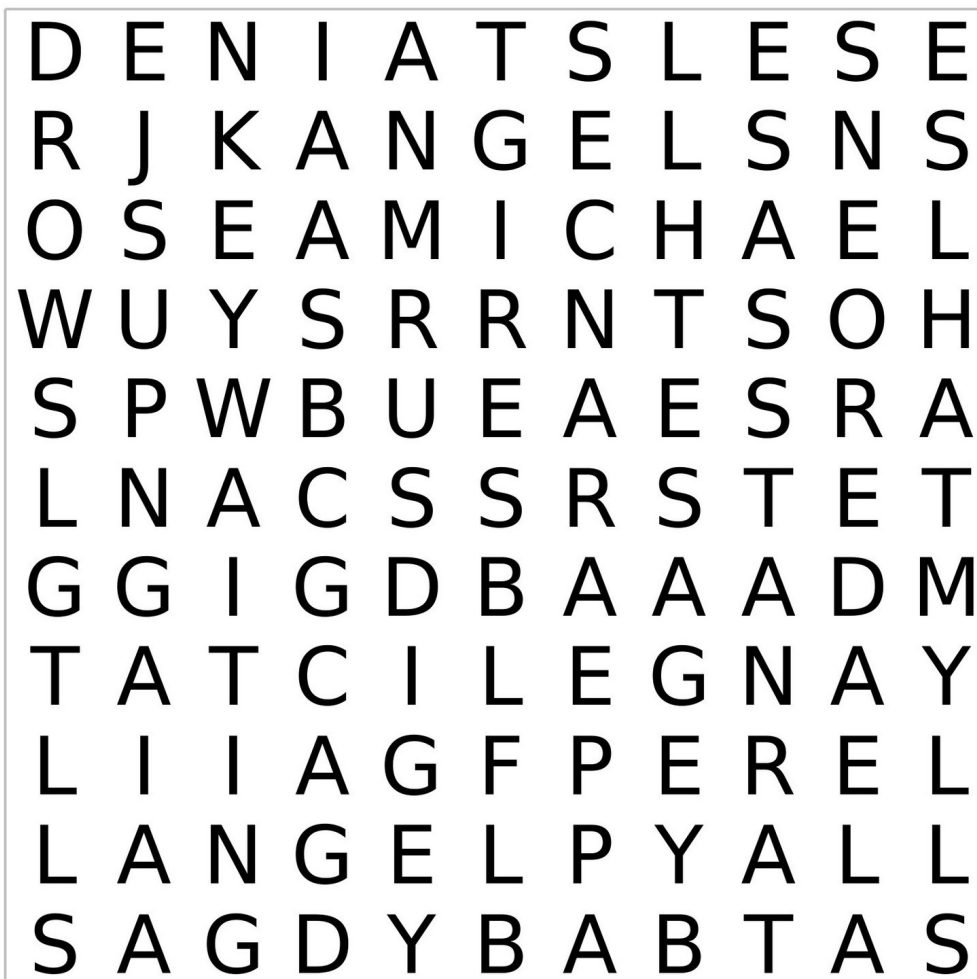 D E N I A T S L E S E
R J K A N G E L S N S
O S E A M I C H A E L
W U Y S R R N T S O H
S P W B U E A E S R A
L N A C S S R S T E T
G G I G D B A A A D M
T A T C I L E G N A Y
L I I A G F P E R E L
L A N G E L P Y A L L
S A G D Y B A B T A S